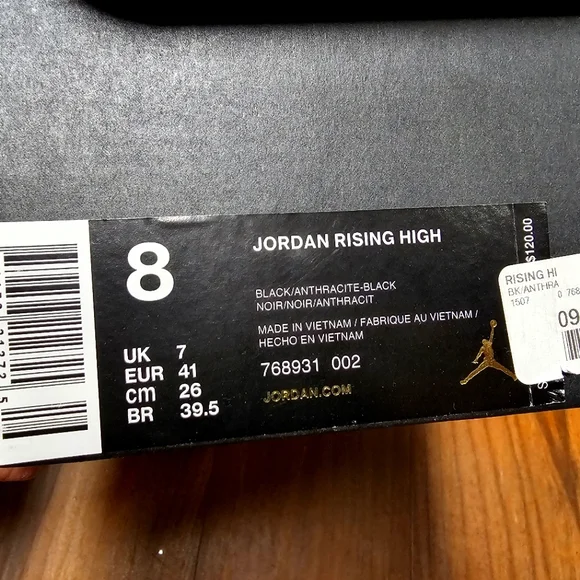 8
JORDAN RISING HIGH
BLACK/ANTHRACITE-BLACK
NOIR/NOIR/ANTHRACIT
MADE IN VIETNAM / FABRIQUE AU VIETNAM /
HECHO EN VIETNAM
768931 002
JORDAN.COM
UK 7
EUR 41
cm 26
BR 39.5
$120.00
RISING HI
BK/ANTHRA
1507 0 768
09